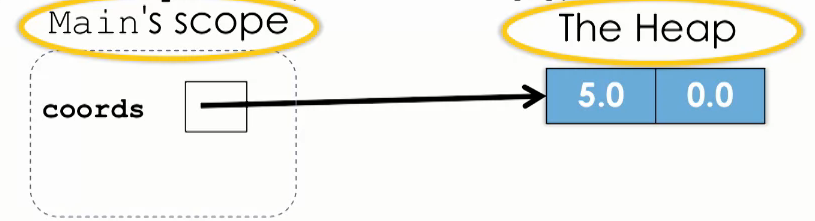 Main's scope
The Heap
coords
5.0 0.0